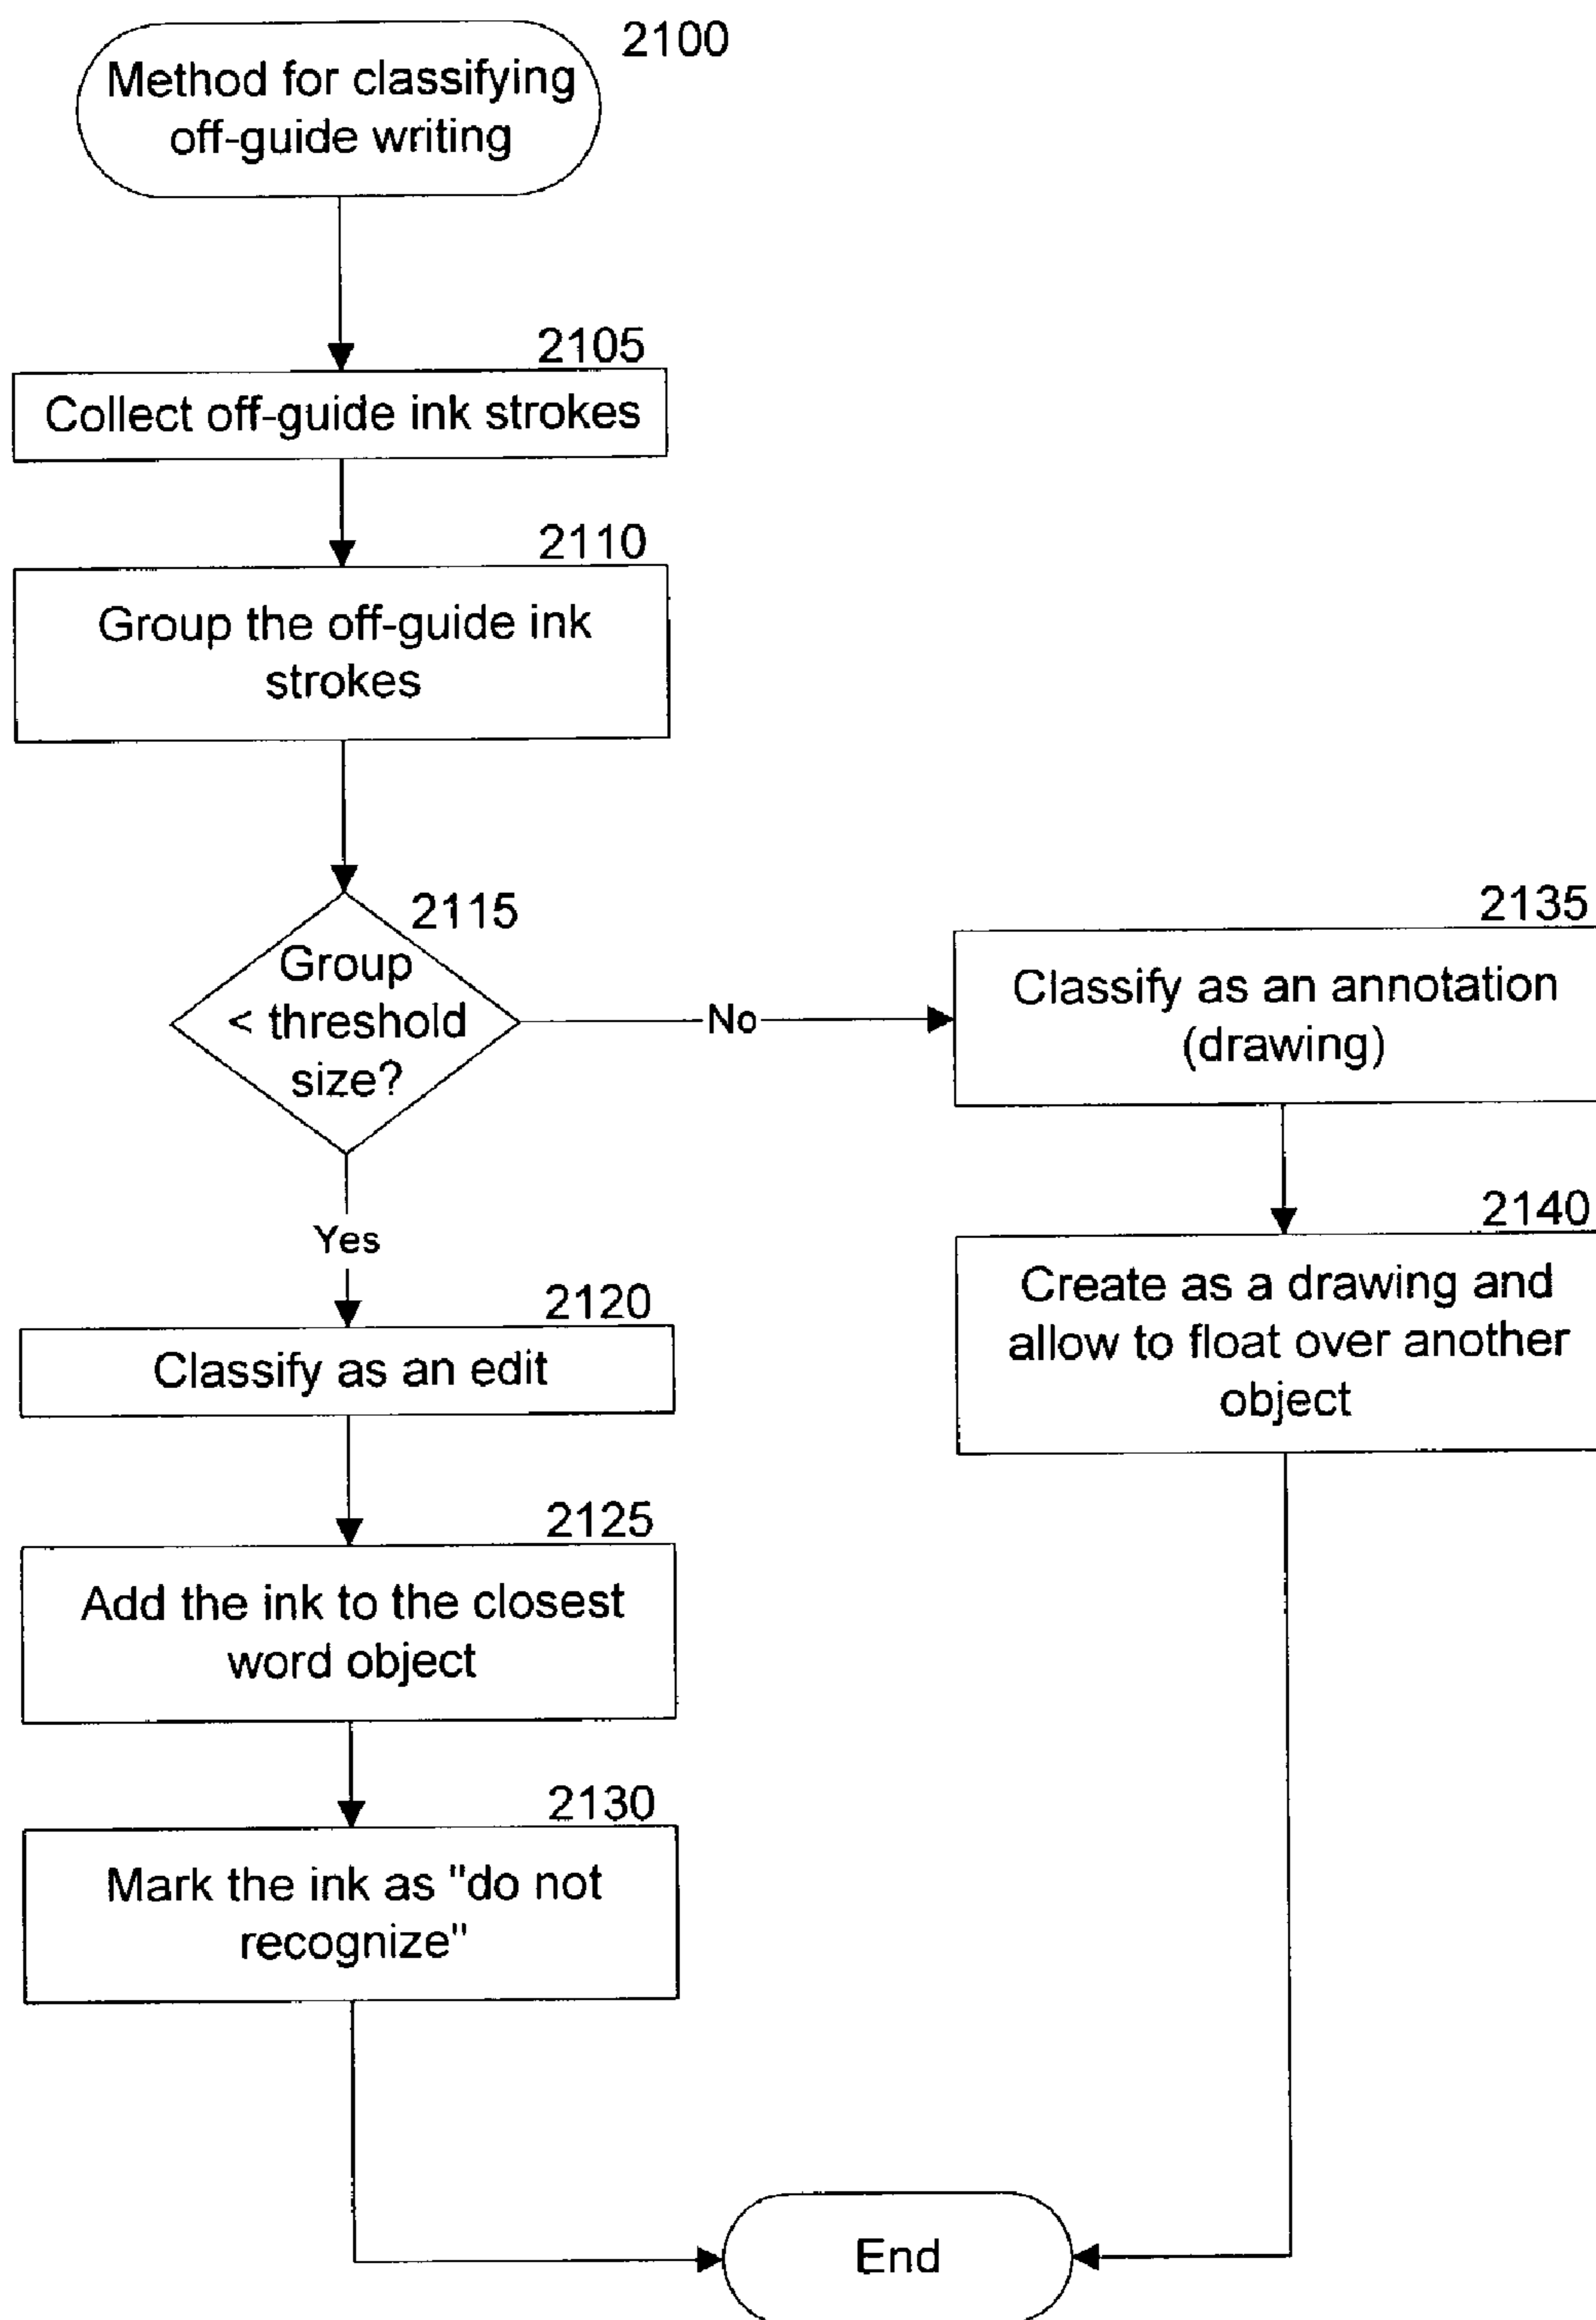 2100
Method for classifying
off-guide writing
2105
Collect off-guide ink strokes
2110
Group the off-guide ink
strokes
2115
Group
< threshold
size?
No
2135
Classify as an annotation
(drawing)
2140
Create as a drawing and
allow to float over another
object
Yes
2120
Classify as an edit
2125
Add the ink to the closest
word object
2130
Mark the ink as "do not
recognize"
End